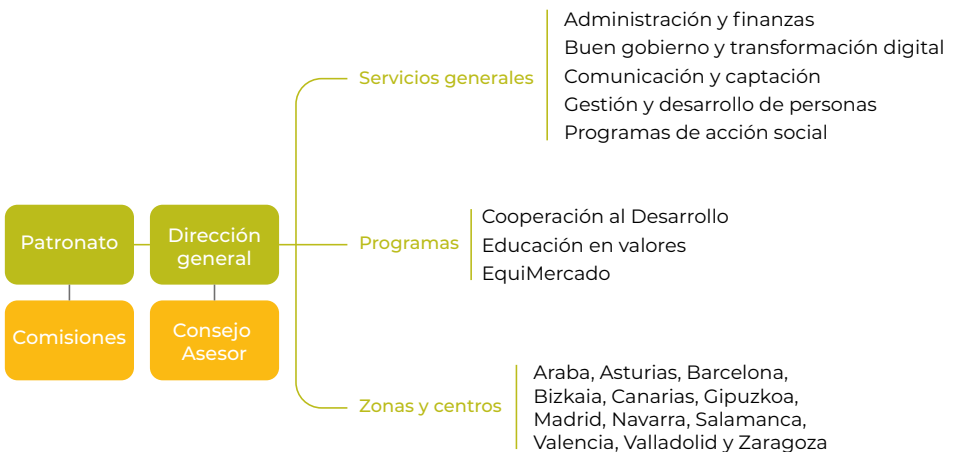 Administración y finanzas
Buen gobierno y transformación digital
Servicios generales
Comunicación y captación
Gestión y desarrollo de personas
Programas de acción social
Patronato
Dirección
general
Programas
Cooperación al Desarrollo
Educación en valores
EquiMercado
Comisiones
Consejo
Asesor
Zonas y centros
Araba, Asturias, Barcelona,
Bizkaia, Canarias, Gipuzkoa,
Madrid, Navarra, Salamanca,
Valencia, Valladolid y Zaragoza